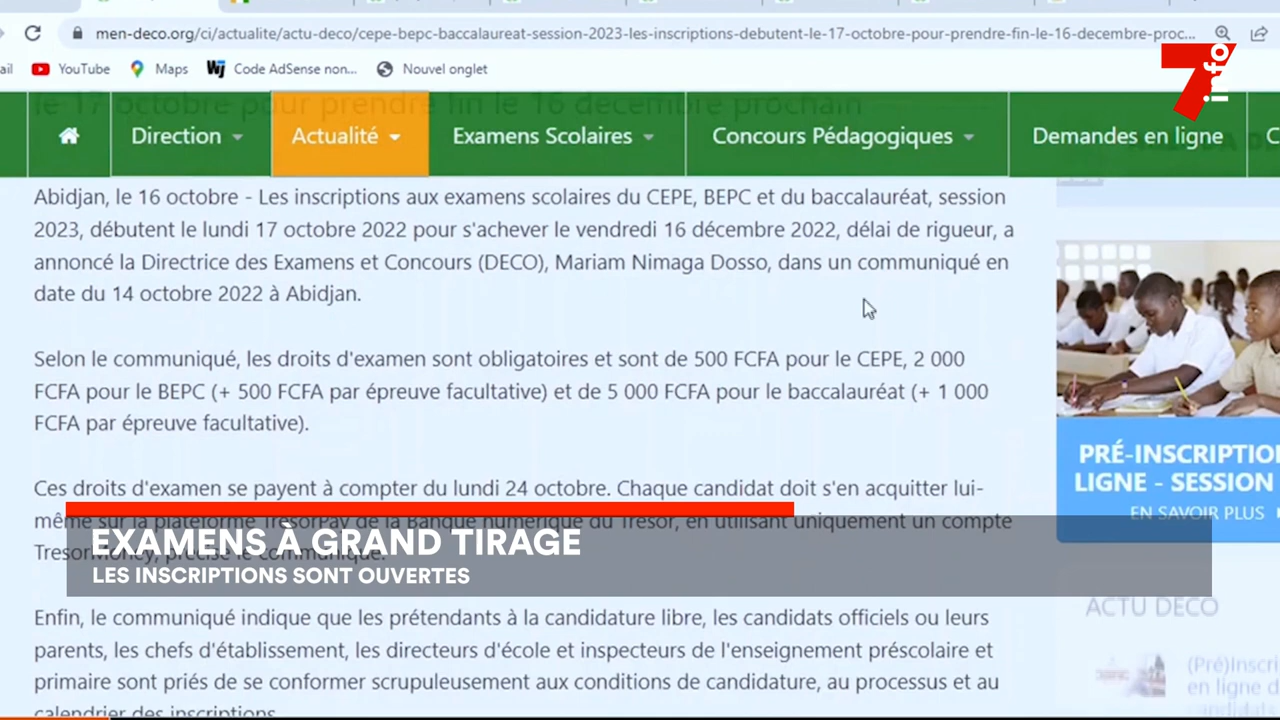 men-deco.org/ci/actualite/actu-deco/cepe-bepc-baccalaureat-session-2023-les-inscriptions-debutent-le-17-octobre-pour-prendre-fin-le-16-decembre-proc...
ail YouTube Maps Code AdSense non... Nouvel onglet
7info
le 17 octobre pour prendre fin le 16 décembre prochain
Direction Actualité Examens Scolaires Concours Pédagogiques Demandes en ligne C
Abidjan, le 16 octobre - Les inscriptions aux examens scolaires du CEPE, BEPC et du baccalauréat, session
2023, débutent le lundi 17 octobre 2022 pour s'achever le vendredi 16 décembre 2022, délai de rigueur, a
annoncé la Directrice des Examens et Concours (DECO), Mariam Nimaga Dosso, dans un communiqué en
date du 14 octobre 2022 à Abidjan.
Selon le communiqué, les droits d'examen sont obligatoires et sont de 500 FCFA pour le CEPE, 2 000
FCFA pour le BEPC (+ 500 FCFA par épreuve facultative) et de 5 000 FCFA pour le baccalauréat (+ 1 000
FCFA par épreuve facultative).
Ces droits d'examen se payent à compter du lundi 24 octobre. Chaque candidat doit s'en acquitter lui-
même sur la plateforme TrésorPay de la Banque numérique du Trésor, en utilisant uniquement un compte
TresorMoney, précise le communiqué.
EXAMENS À GRAND TIRAGE
LES INSCRIPTIONS SONT OUVERTES
Enfin, le communiqué indique que les prétendants à la candidature libre, les candidats officiels ou leurs
parents, les chefs d'établissement, les directeurs d'école et inspecteurs de l'enseignement préscolaire et
primaire sont priés de se conformer scrupuleusement aux conditions de candidature, au processus et au
calendrier des inscriptions
PRÉ-INSCRIPTIO
LIGNE - SESSION
EN SAVOIR PLUS
ACTU DECO
(Pré)Inscri
en ligne d
candidats